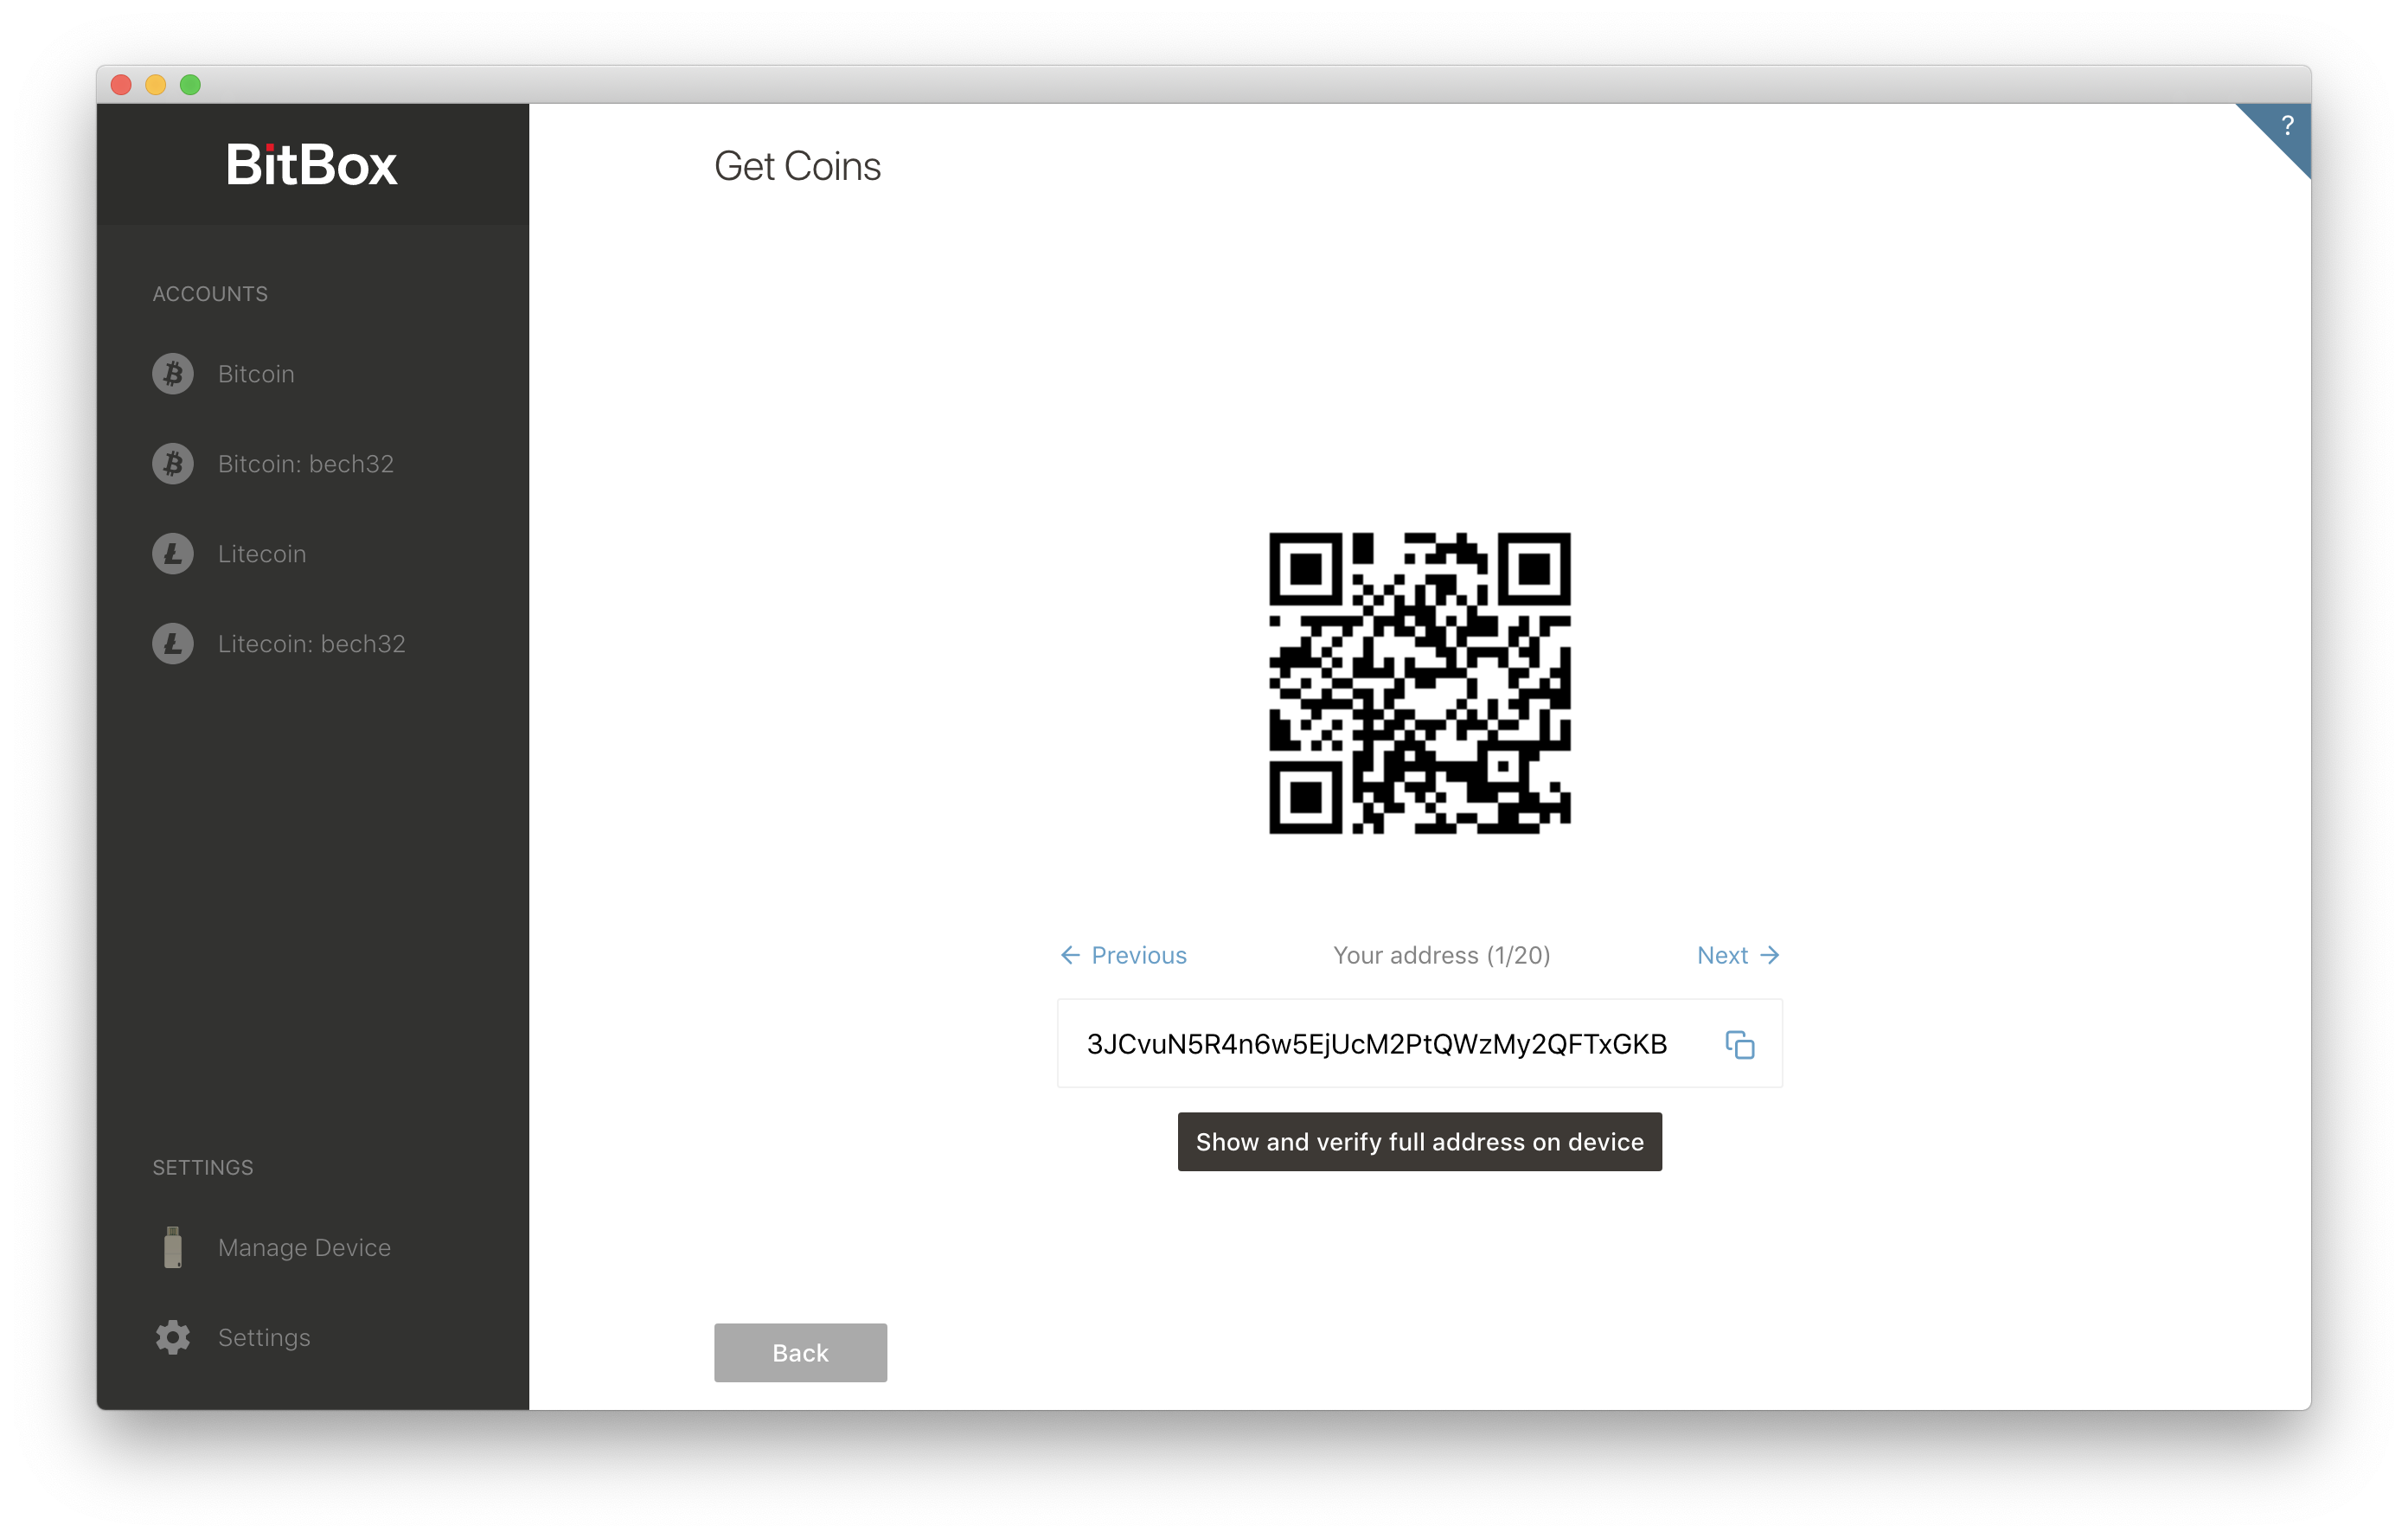 BitBox
ACCOUNTS
Bitcoin
Bitcoin: bech32
Litecoin
Litecoin: bech32
SETTINGS
Manage Device
Settings
?
Get Coins
← Previous
Your address (1/20)
Next →
3JCvuN5R4n6w5EjUcM2PtQWzMy2QFTxGKB
Show and verify full address on device
Back